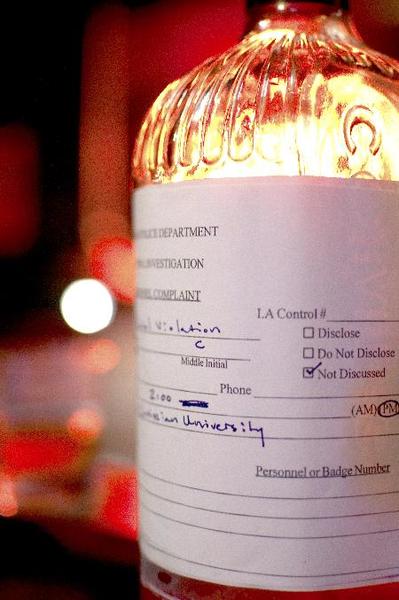 DEPARTMENT
INVESTIGATION
COMPLAINT
I.A Control #
Violation
Disclose
C
Do Not Disclose
Middle Initial
Not Discussed
2:00 Phone
(AM) PM
University
Personnel or Badge Number